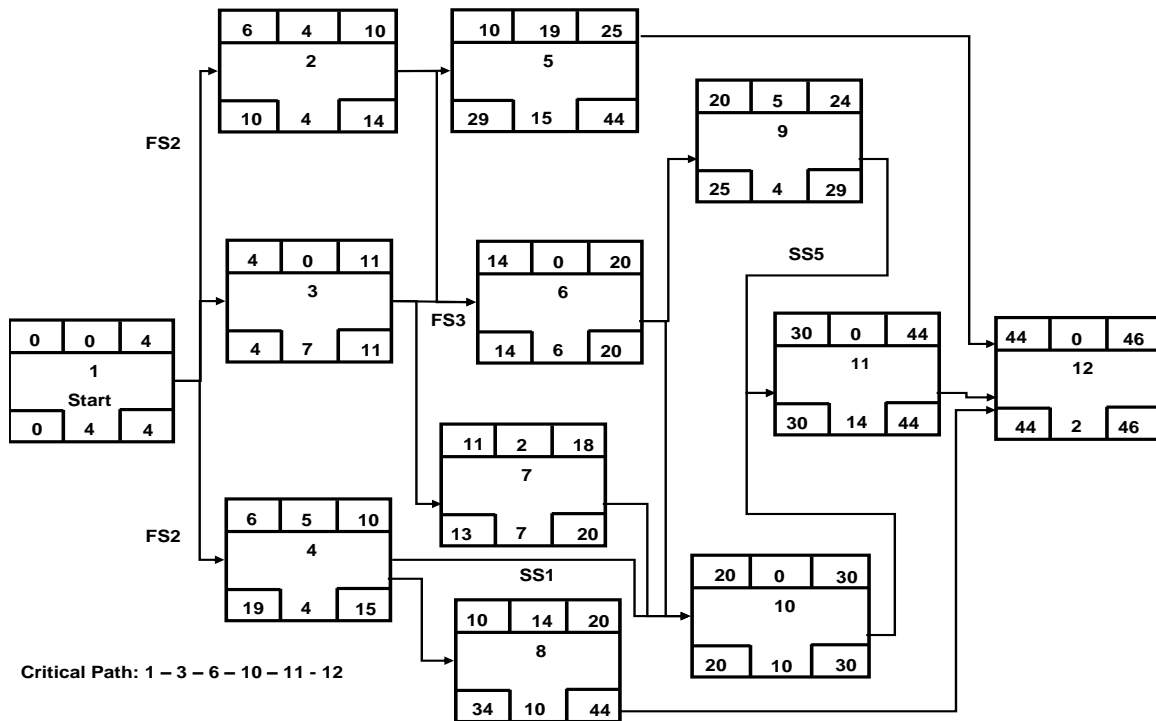 6 4 10
2
10 4 14
10 19 25
5
29 15 44
20 5 24
9
25 4 29
FS2
4 0 11
3
4 7 11
14 0 20
6
14 6 20
FS3
SS5
0 0 4
1
Start
0 4 4
30 0 44
11
30 14 44
44 0 46
12
44 2 46
11 2 18
7
13 7 20
FS2
6 5 10
4
19 4 15
SS1
20 0 30
10
20 10 30
10 14 20
8
34 10 44
Critical Path: 1 – 3 – 6 – 10 – 11 - 12